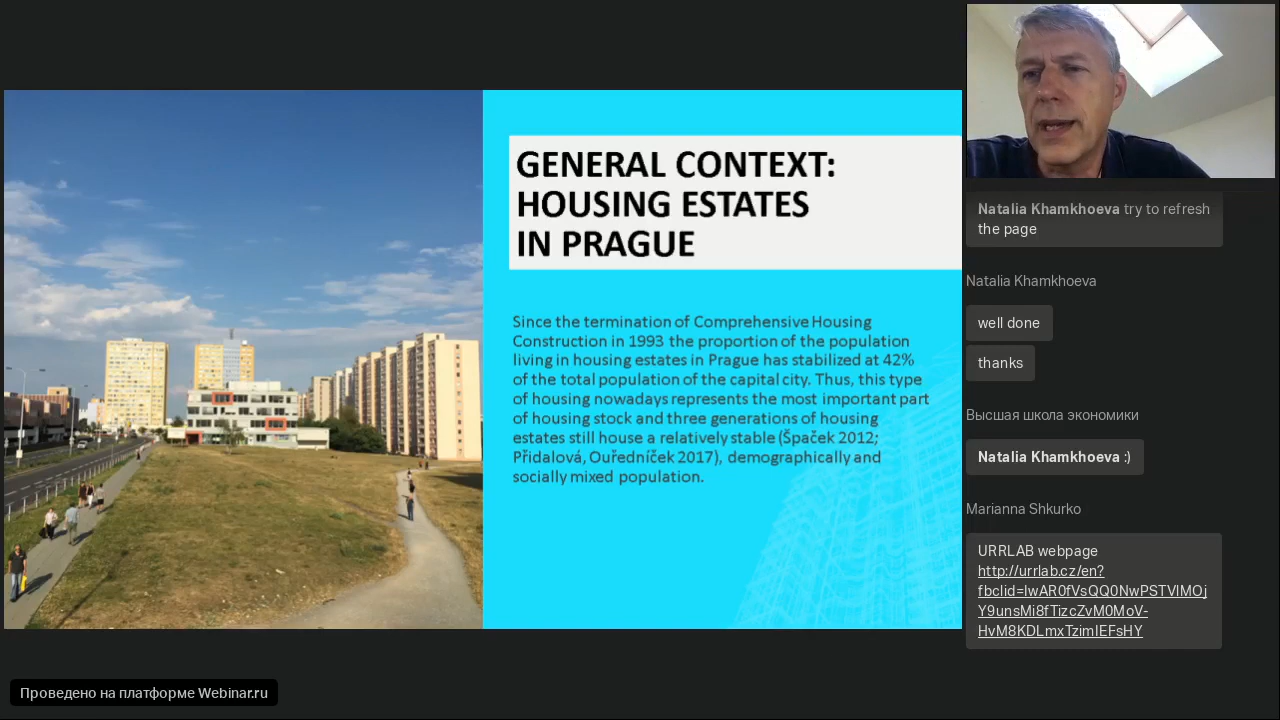 GENERAL CONTEXT:
HOUSING ESTATES
IN PRAGUE
Since the termination of Comprehensive Housing
Construction in 1993 the proportion of the population
living in housing estates in Prague has stabilized at 42%
of the total population of the capital city. Thus, this type
of housing nowadays represents the most important part
of housing stock and three generations of housing
estates still house a relatively stable (Špaček 2012;
Přidalová, Ouředníček 2017), demographically and
socially mixed population.
Natalia Khamkhoeva try to refresh
the page
Natalia Khamkhoeva
well done
thanks
Высшая школа экономики
Natalia Khamkhoeva :)
Marianna Shkurko
URRLAB webpage
http://urrlab.cz/en?
fbclid=IwAR0fVsQQ0NwPSTVlMOj
Y9unsMi8fTizcZvM0MoV-
HvM8KDLmxTzimIEFsHY
Проведено на платформе Webinar.ru